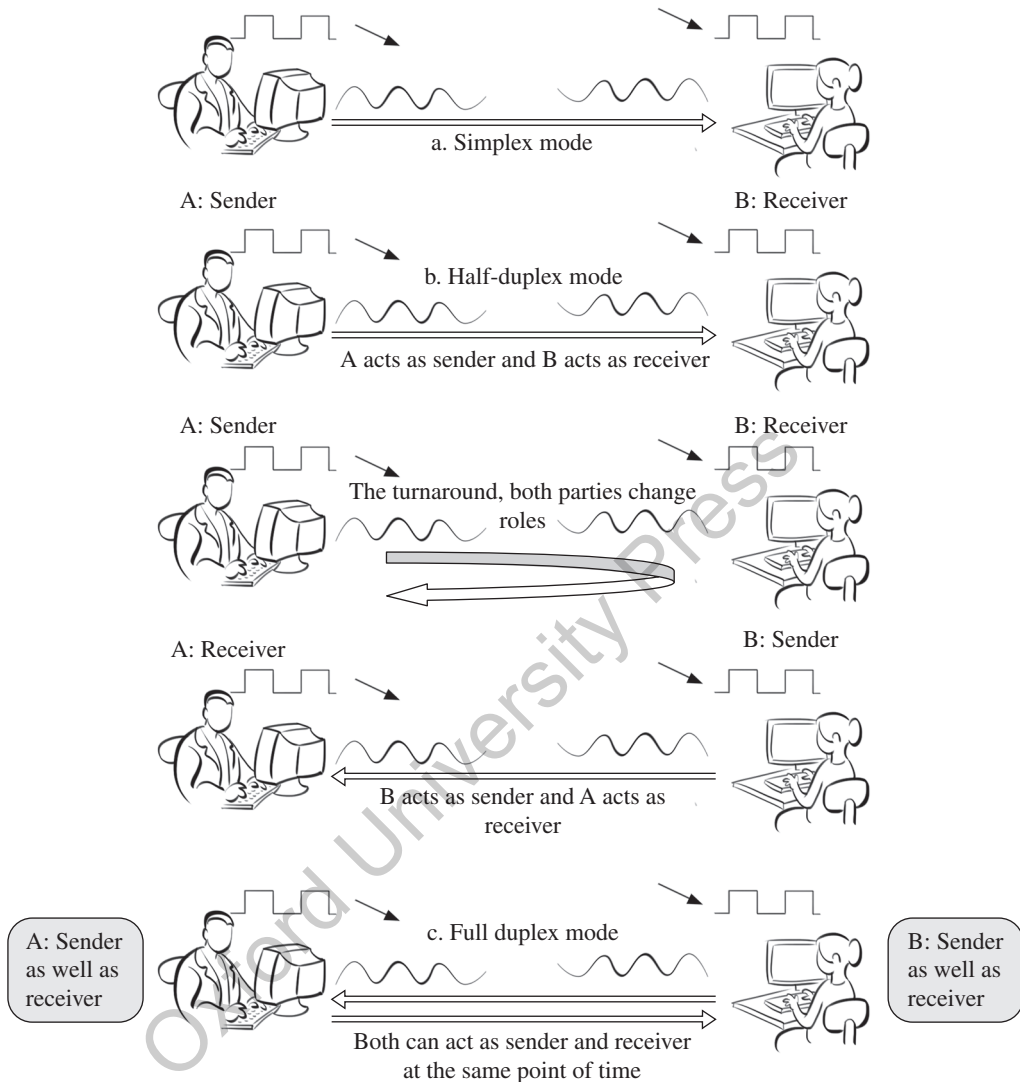 a. Simplex mode
A: Sender
B: Receiver
b. Half-duplex mode
A acts as sender and B acts as receiver
A: Sender
B: Receiver
The turnaround, both parties change
roles
A: Receiver
B: Sender
B acts as sender and A acts as
receiver
A: Sender
as well as
receiver
c. Full duplex mode
B: Sender
as well as
receiver
Both can act as sender and receiver
at the same point of time
Oxford University Press